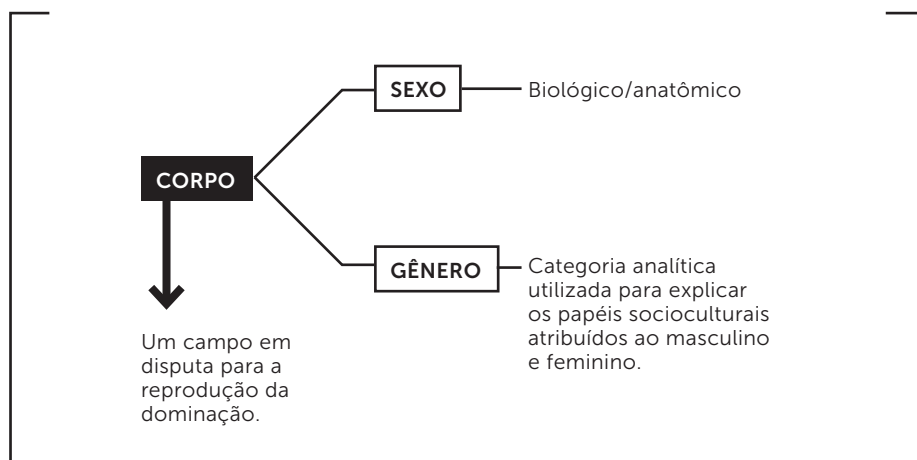 SEXO
Biológico/anatômico
CORPO
GÊNERO
Categoria analítica
utilizada para explicar
os papéis socioculturais
atribuídos ao masculino
e feminino.
Um campo em
disputa para a
reprodução da
dominação.